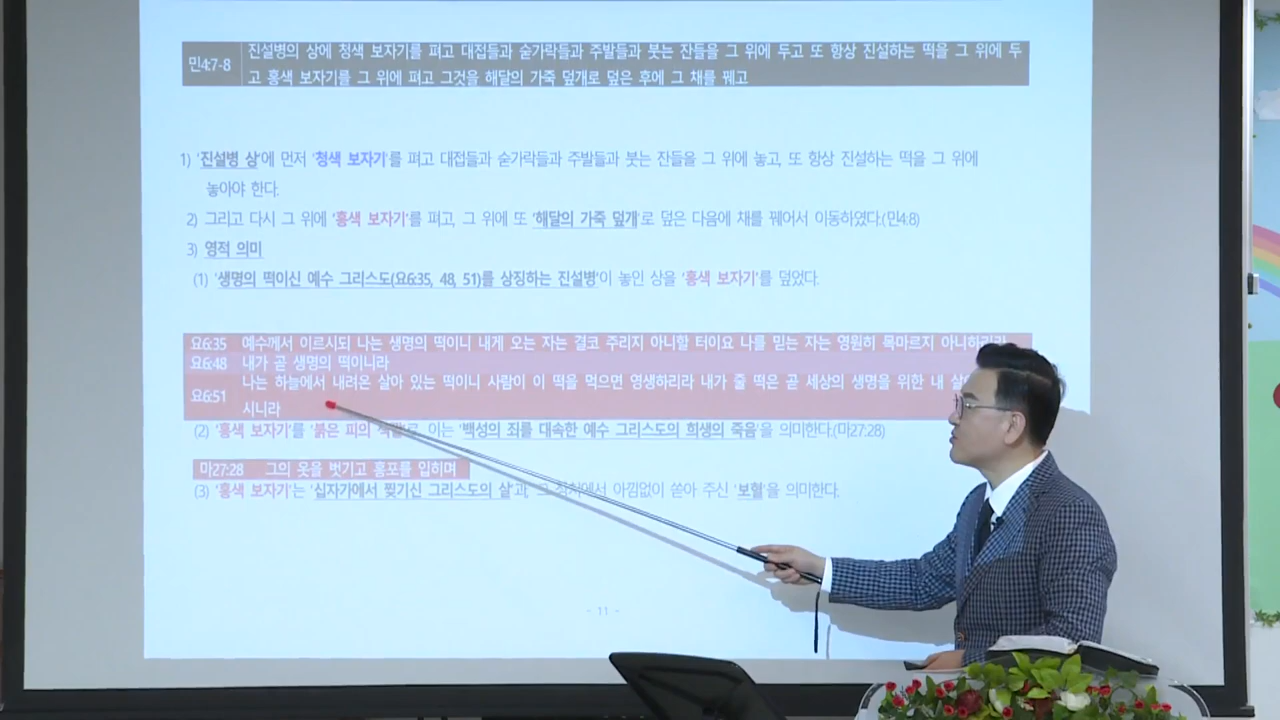 민4:7-8
진설병의 상에 청색 보자기를 펴고 대접들과 숟가락들과 주발들과 붓는 잔들을 그 위에 두고 또 항상 진설하는 떡을 그 위에 두
고 홍색 보자기를 그 위에 펴고 그것을 해달의 가죽 덮개로 덮은 후에 그 채를 꿰고
1) '진설병 상'에 먼저 '청색 보자기'를 펴고 대접들과 숟가락들과 주발들과 붓는 잔들을 그 위에 놓고, 또 항상 진설하는 떡을 그 위에
놓아야 한다.
2) 그리고 다시 그 위에 '홍색 보자기'를 펴고, 그 위에 또 '해달의 가죽 덮개'로 덮은 다음에 채를 꿰어서 이동하였다.(민4:8)
3) 영적 의미
(1) '생명의 떡이신 예수 그리스도(요6:35, 48, 51)를 상징하는 진설병'이 놓인 상을 '홍색 보자기'를 덮었다.
요6:35 예수께서 이르시되 나는 생명의 떡이니 내게 오는 자는 결코 주리지 아니할 터이요 나를 믿는 자는 영원히 목마르지 아니하리라
요6:48 내가 곧 생명의 떡이니라
요6:51 나는 하늘에서 내려온 살아 있는 떡이니 사람이 이 떡을 먹으면 영생하리라 내가 줄 떡은 곧 세상의 생명을 위한 내
시니라
(2) '홍색 보자기'를 '붉은 피의 이는 '백성의 죄를 대속한 예수 그리스도의 희생의 죽음'을 의미한다.(마27:28)
마27:28 그의 옷을 벗기고 홍포를 입히며
(3) '홍색 보자기'는 '십자가에서 찢기신 그리스도의 살'과, 아낌없이 쏟아 주신 '보혈'을 의미한다.
- 11 -